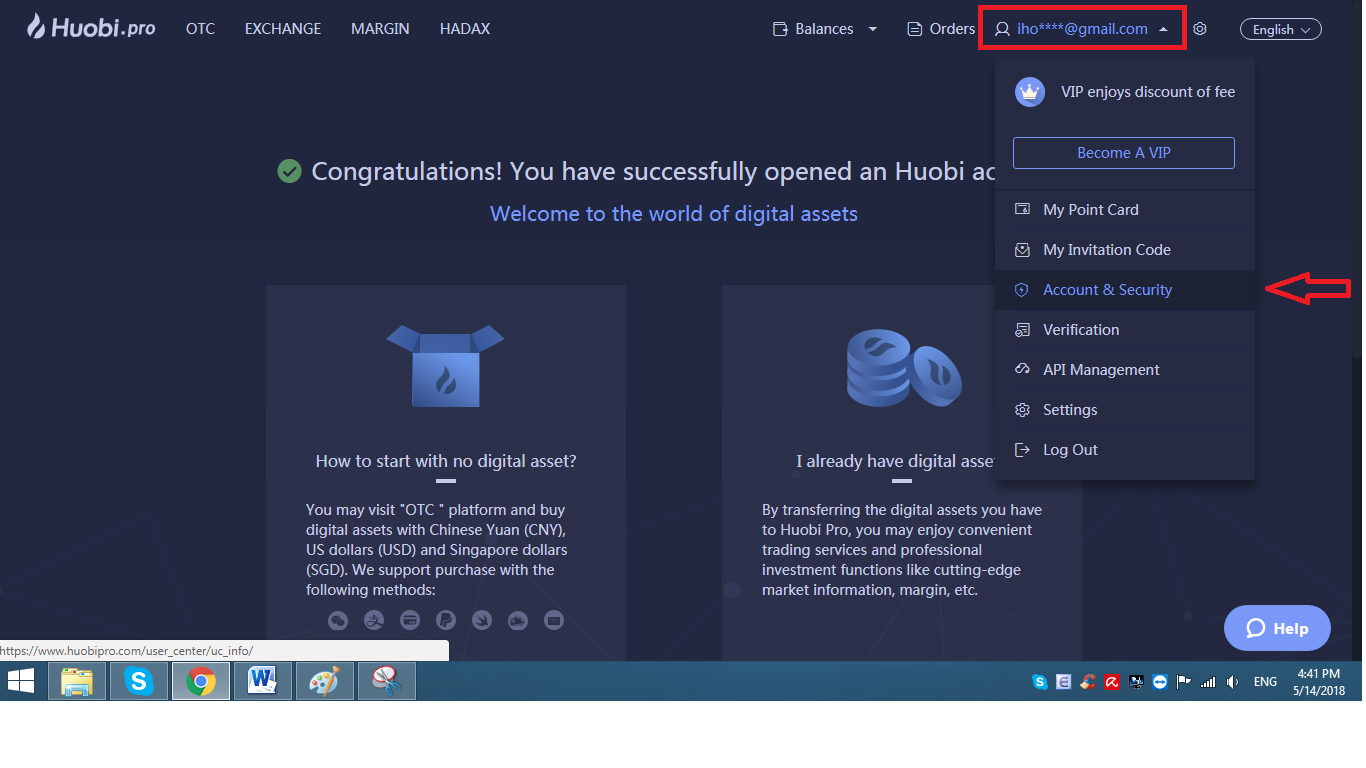 Huobi.pro
OTC
EXCHANGE
MARGIN
HADAX
Balances
Orders
iho****@gmail.com
English
VIP enjoys discount of fee
Become A VIP
My Point Card
My Invitation Code
Account & Security
Verification
API Management
Settings
Log Out
Congratulations! You have successfully opened an Huobi ac
Welcome to the world of digital assets
How to start with no digital asset?
You may visit "OTC " platform and buy
digital assets with Chinese Yuan (CNY),
US dollars (USD) and Singapore dollars
(SGD). We support purchase with the
following methods:
I already have digital asse
By transferring the digital assets you have
to Huobi Pro, you may enjoy convenient
trading services and professional
investment functions like cutting-edge
market information, margin, etc.
Help
https://www.huobipro.com/user_center/uc_info/
ENG
4:41 PM
5/14/2018